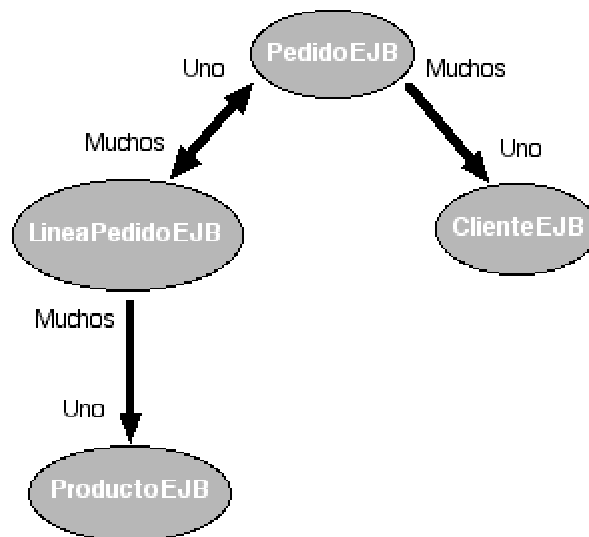 PedidoEJB
Uno
Muchos
Muchos
Uno
LineaPedidoEJB
ClienteEJB
Muchos
Uno
ProductoEJB